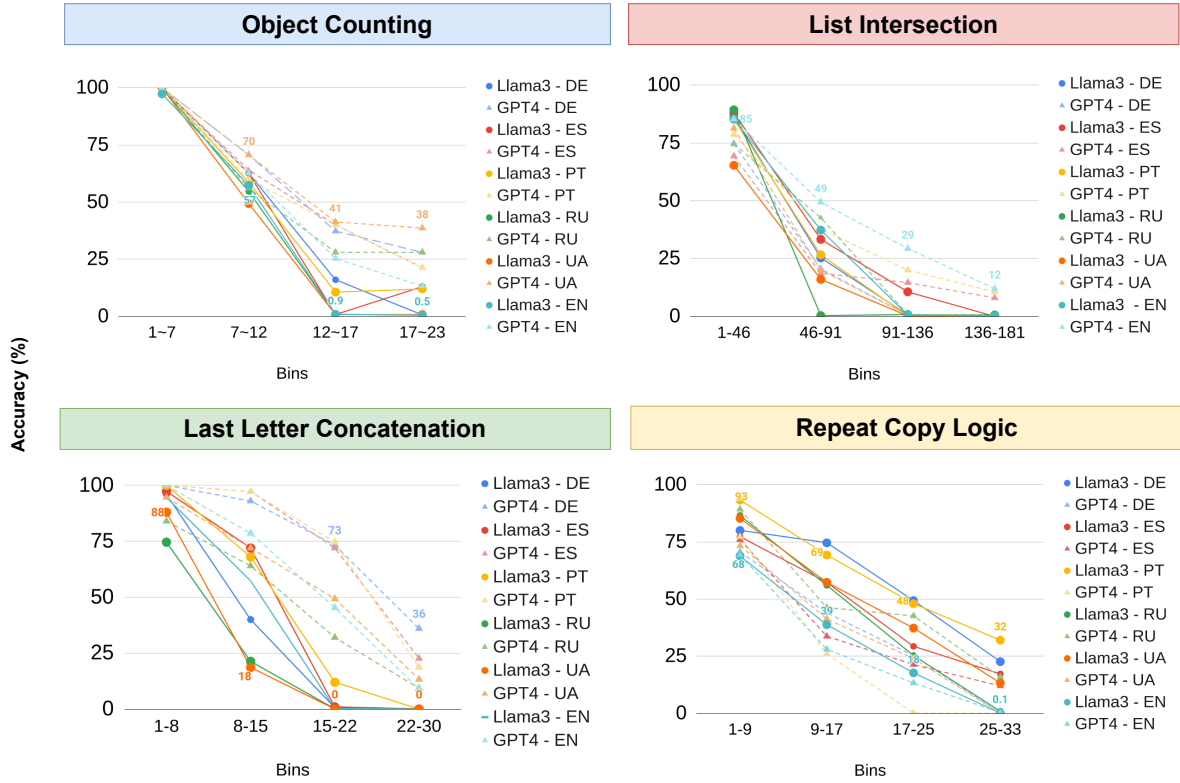 Object Counting
100
75
50
25
0
70
57
41
0.9
38
0.5
1~7
7~12
12~17
17~23
Bins
Llama3 - DE
GPT4 - DE
Llama3 - ES
GPT4 - ES
Llama3 - PT
GPT4 - PT
Llama3 - RU
GPT4 - RU
Llama3 - UA
GPT4 - UA
Llama3 - EN
GPT4 - EN
List Intersection
100
75
50
25
0
85
49
29
12
1-46
46-91
91-136
136-181
Bins
Llama3 - DE
GPT4 - DE
Llama3 - ES
GPT4 - ES
Llama3 - PT
GPT4 - PT
Llama3 - RU
GPT4 - RU
Llama3 - UA
GPT4 - UA
Llama3 - EN
GPT4 - EN
Accuracy (%)
Last Letter Concatenation
100
75
50
25
0
88
18
73
0
36
0
1-8
8-15
15-22
22-30
Bins
Llama3 - DE
GPT4 - DE
Llama3 - ES
GPT4 - ES
Llama3 - PT
GPT4 - PT
Llama3 - RU
GPT4 - RU
Llama3 - UA
GPT4 - UA
Llama3 - EN
GPT4 - EN
Repeat Copy Logic
100
75
50
25
0
93
68
69
39
48
18
32
0.1
1-9
9-17
17-25
25-33
Bins
Llama3 - DE
GPT4 - DE
Llama3 - ES
GPT4 - ES
Llama3 - PT
GPT4 - PT
Llama3 - RU
GPT4 - RU
Llama3 - UA
GPT4 - UA
Llama3 - EN
GPT4 - EN